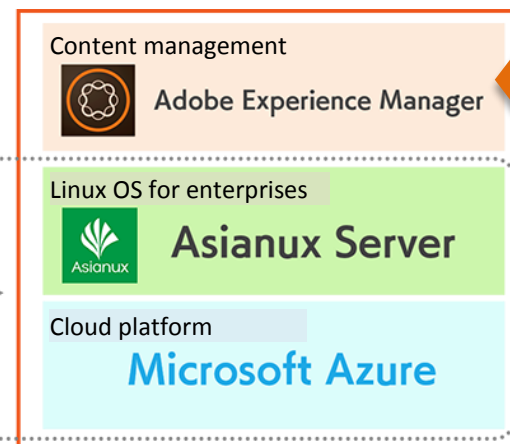 Content management
Adobe Experience Manager
Linux OS for enterprises
Asianux
Asianux Server
Cloud platform
Microsoft Azure